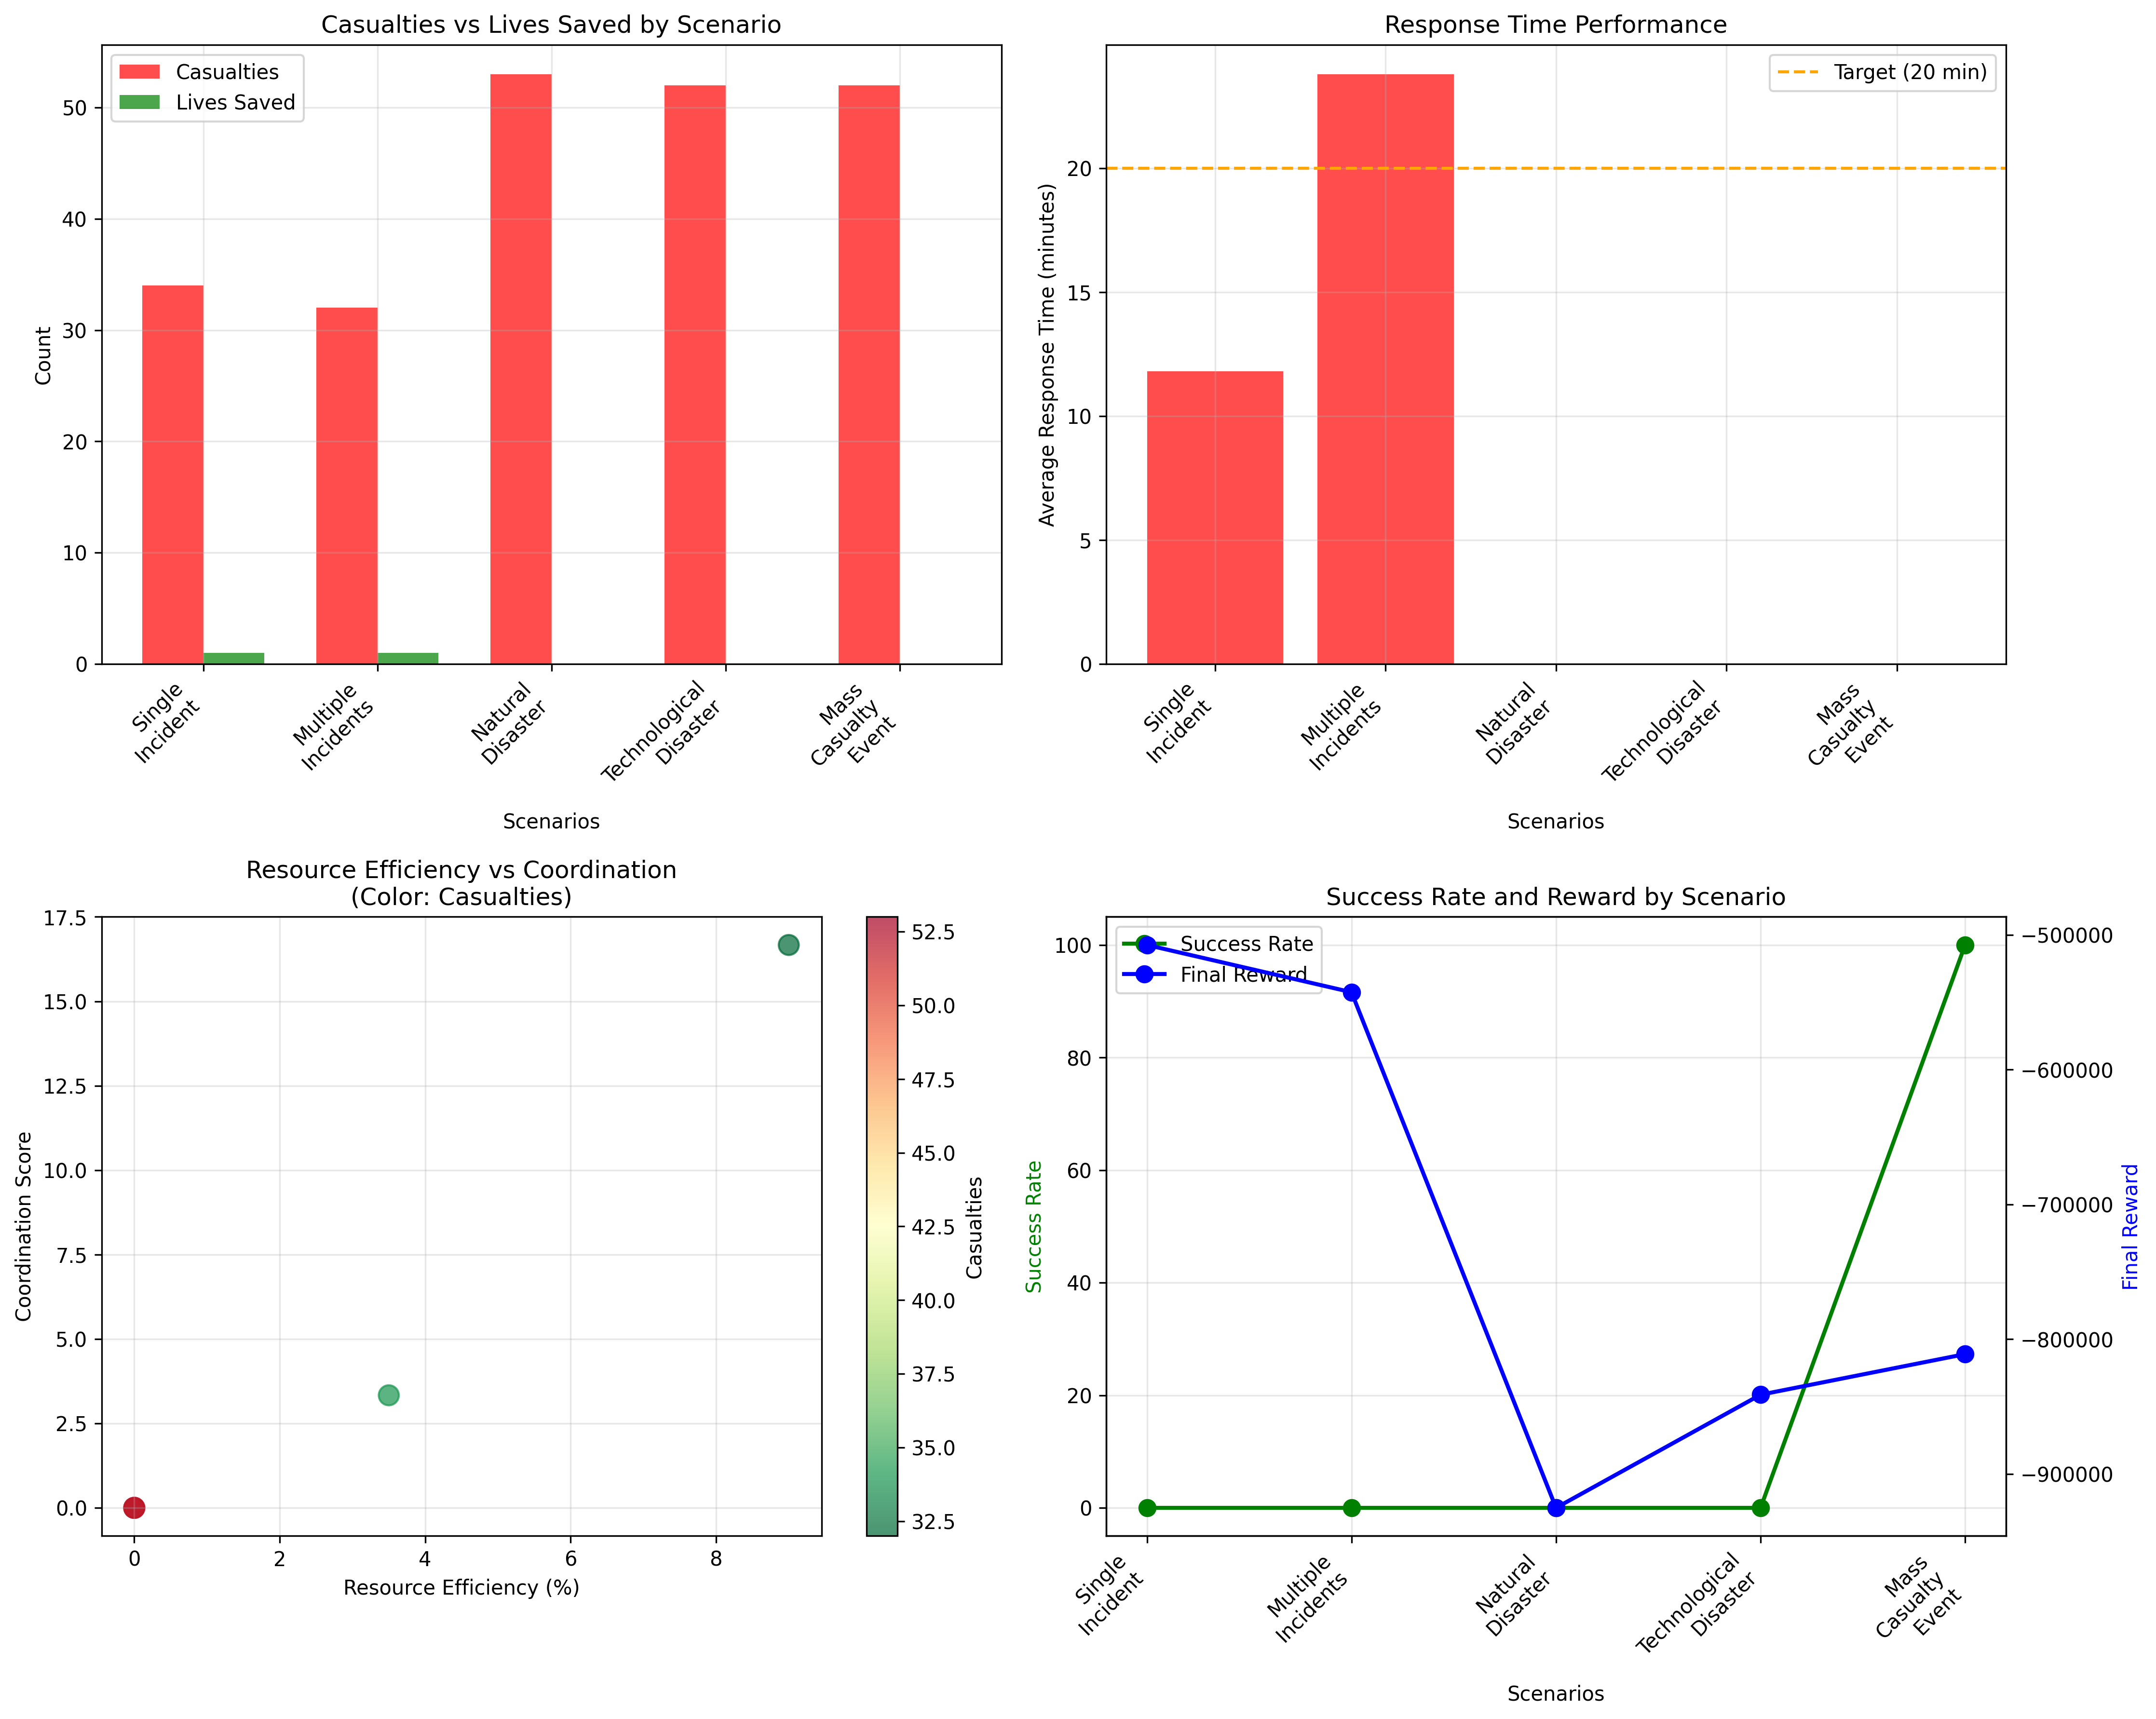 Casualties vs Lives Saved by Scenario
Casualties
Lives Saved
Count
50
40
30
20
10
0
Single
Incident
Multiple
Incidents
Natural
Disaster
Technological
Disaster
Mass
Casualty
Event
Scenarios
Response Time Performance
Target (20 min)
Average Response Time (minutes)
20
15
10
5
0
Single
Incident
Multiple
Incidents
Natural
Disaster
Technological
Disaster
Mass
Casualty
Event
Scenarios
Resource Efficiency vs Coordination
(Color: Casualties)
Coordination Score
17.5
15.0
12.5
10.0
7.5
5.0
2.5
0.0
0 2 4 6 8
Resource Efficiency (%)
52.5
50.0
47.5
45.0
42.5
40.0
37.5
35.0
32.5
Casualties
Success Rate and Reward by Scenario
Success Rate
Final Reward
Success Rate
100
80
60
40
20
0
−500000
−600000
−700000
−800000
−900000
Final Reward
Single
Incident
Multiple
Incidents
Natural
Disaster
Technological
Disaster
Mass
Casualty
Event
Scenarios